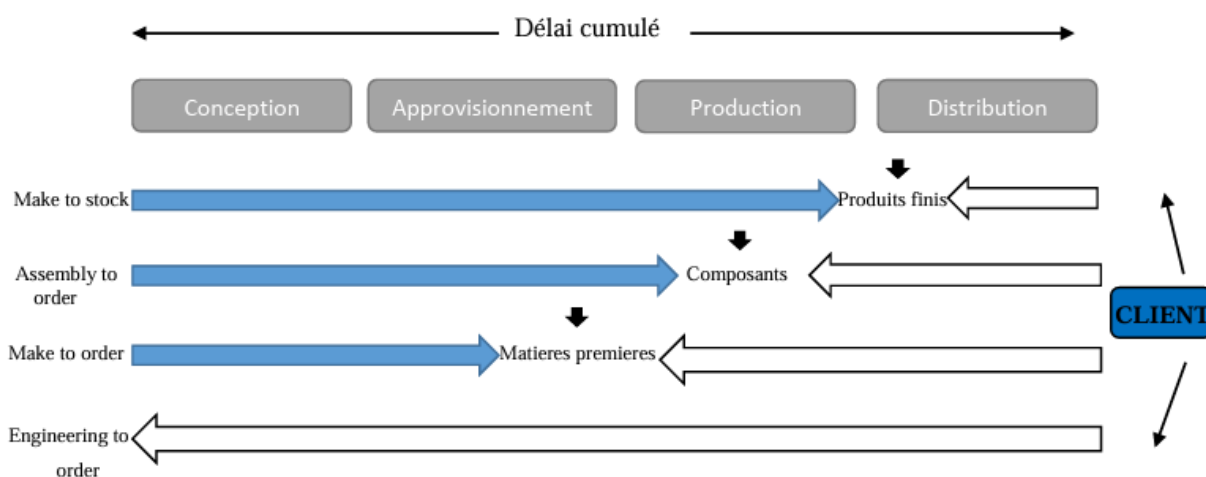 Délai cumulé
Conception
Approvisionnement
Production
Distribution
Make to stock
Produits finis
Assembly to
order
Composants
CLIENT
Make to order
Matieres premieres
Engineering to
order